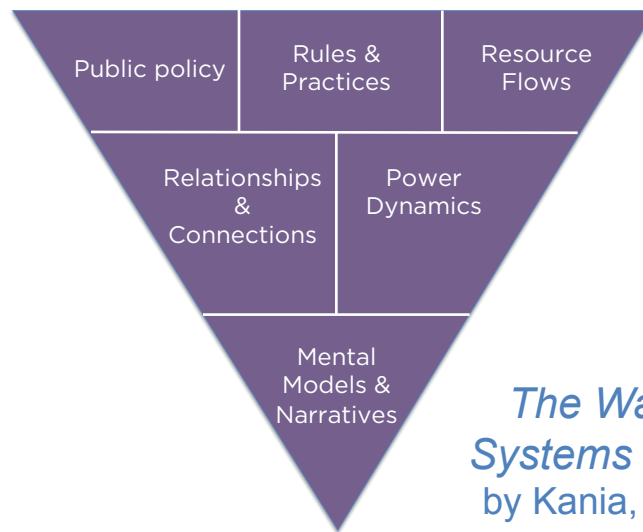 Public policy
Rules &
Practices
Resource
Flows
Relationships
&
Connections
Power
Dynamics
Mental
Models &
Narratives
The Wa
Systems
by Kania,